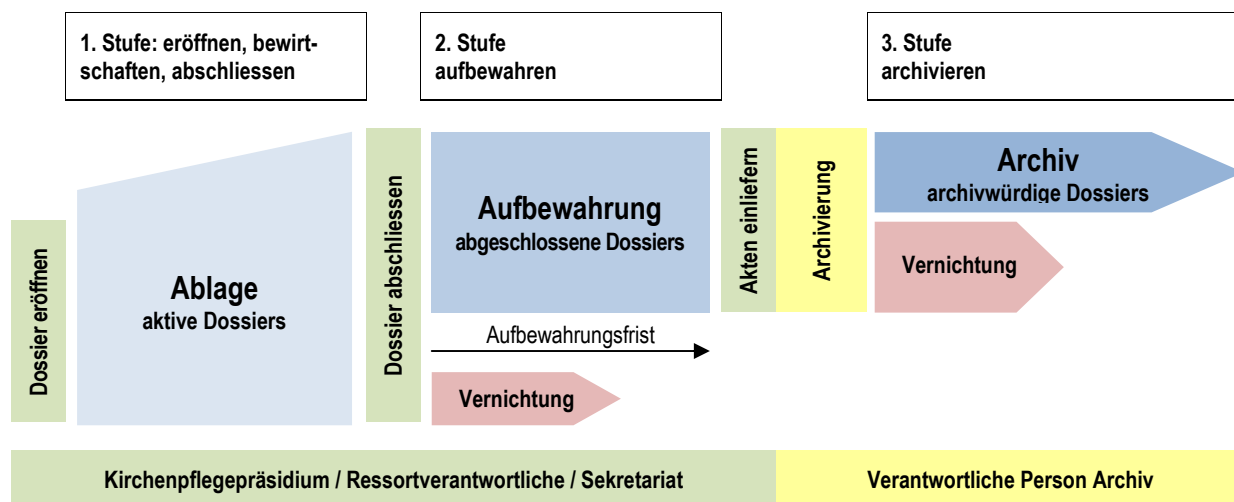 1. Stufe: eröffnen, bewirt-
schaften, abschliessen
2. Stufe
aufbewahren
3. Stufe
archivieren
Dossier eröffnen
Ablage
aktive Dossiers
Dossier abschliessen
Aufbewahrung
abgeschlossene Dossiers
Aufbewahrungsfrist
Vernichtung
Akten einliefern
Archivierung
Archiv
archivwürdige Dossiers
Vernichtung
Kirchenpflegepräsidium / Ressortverantwortliche / Sekretariat
Verantwortliche Person Archiv